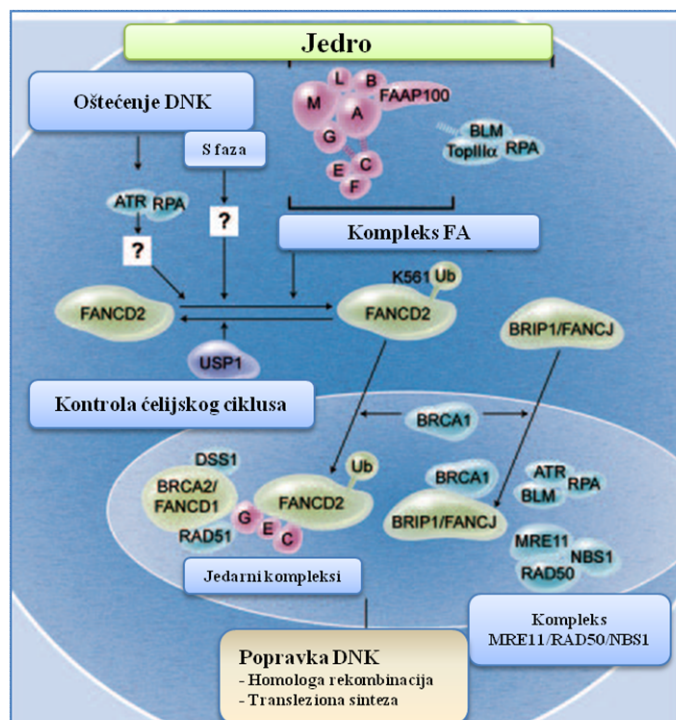 Jedro
Oštećenje DNK
S faza
L
B
M
A
FAAP100
G
E
C
F
BLM
TopIIIα
RPA
ATR
RPA
?
?
Kompleks FA
K561
Ub
FANCD2
FANCD2
BRIP1/FANCJ
USP1
Kontrola ćelijskog ciklusa
BRCA1
DSS1
BRCA2/
FANCD1
RAD51
G
E
C
FANCD2
Ub
BRCA1
BRIP1/FANCJ
ATR
BLM
RPA
MRE11
RAD50
NBS1
Jedarni kompleksi
Kompleks
MRE11/RAD50/NBS1
Popravka DNK
- Homologa rekombinacija
- Transleziona sinteza